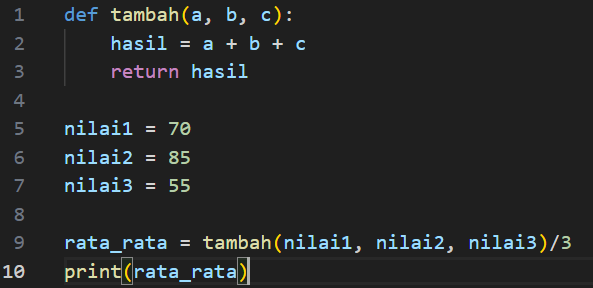 1 def tambah(a, b, c):
2     hasil = a + b + c
3     return hasil
4
5 nilai1 = 70
6 nilai2 = 85
7 nilai3 = 55
8
9 rata_rata = tambah(nilai1, nilai2, nilai3)/3
10 print(rata_rata)